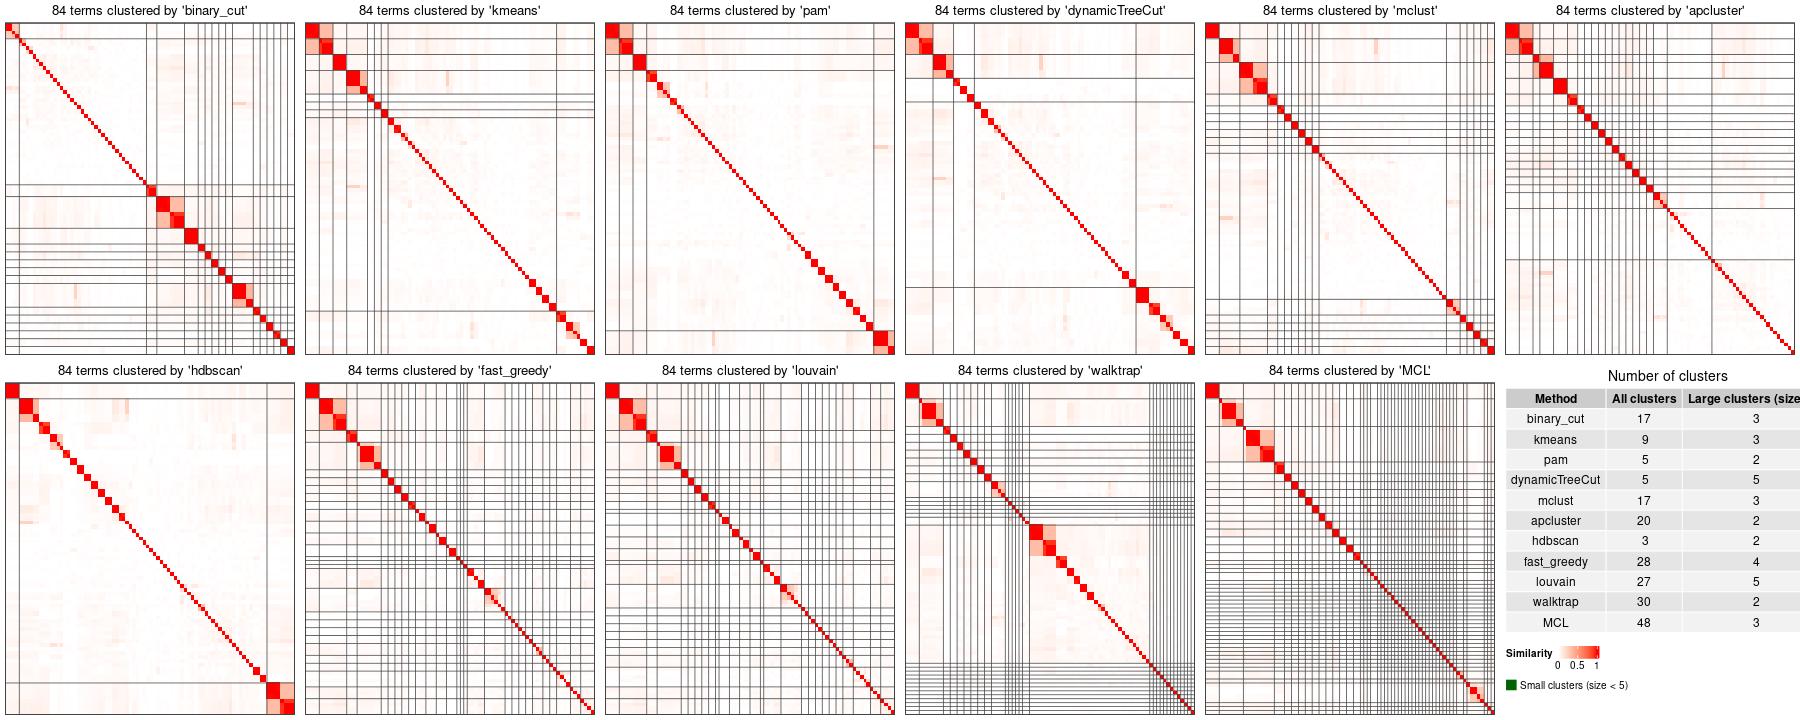 84 terms clustered by 'binary_cut'
84 terms clustered by 'kmeans'
84 terms clustered by 'pam'
84 terms clustered by 'dynamicTreeCut'
84 terms clustered by 'mclust'
84 terms clustered by 'apcluster'
84 terms clustered by 'hdbscan'
84 terms clustered by 'fast_greedy'
84 terms clustered by 'louvain'
84 terms clustered by 'walktrap'
84 terms clustered by 'MCL'
Number of clusters
Method All clusters Large clusters (size
binary_cut 17 3
kmeans 9 3
pam 5 2
dynamicTreeCut 5 5
mclust 17 3
apcluster 20 2
hdbscan 3 2
fast_greedy 28 4
louvain 27 5
walktrap 30 2
MCL 48 3
Similarity
0 0.5 1
Small clusters (size < 5)